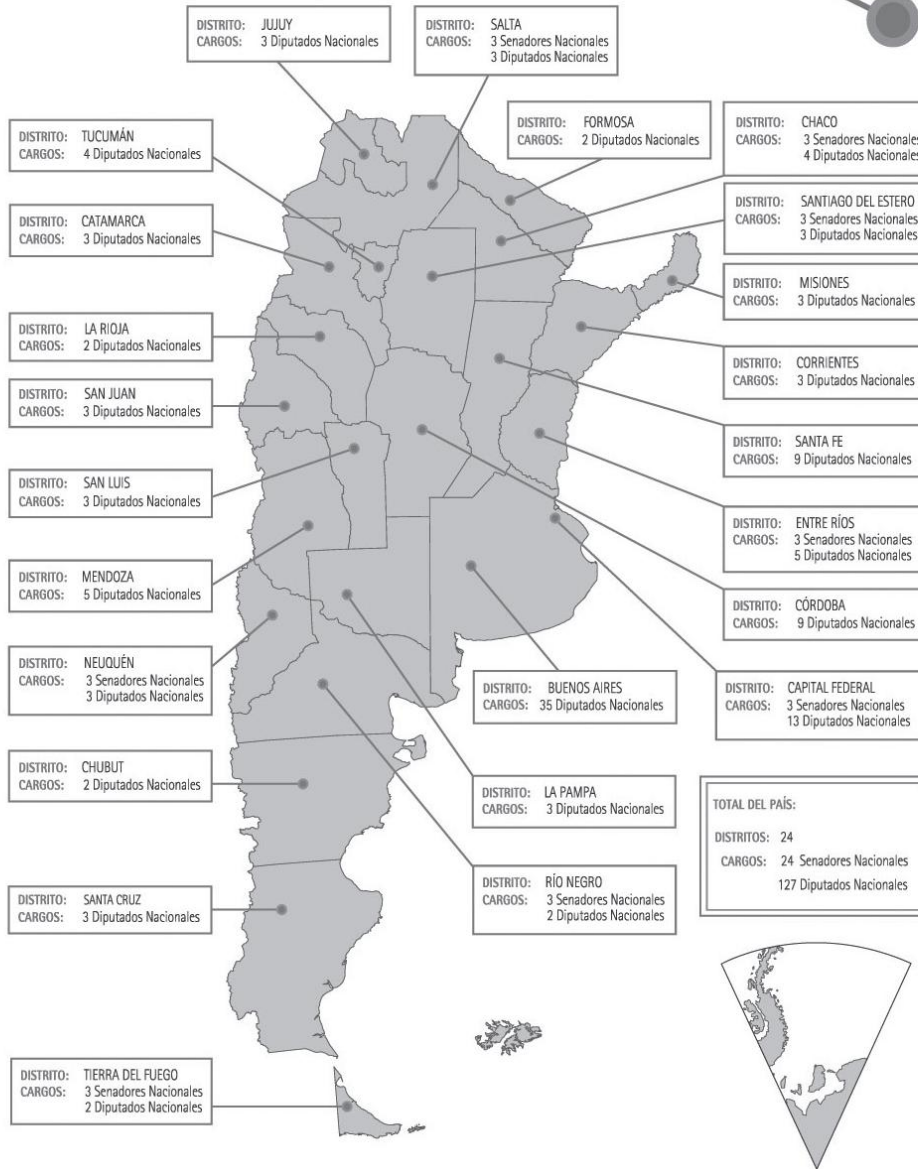 DISTRITO: JUJUY
CARGOS: 3 Diputados Nacionales
DISTRITO: SALTA
CARGOS: 3 Senadores Nacionales
3 Diputados Nacionales
DISTRITO: TUCUMÁN
CARGOS: 4 Diputados Nacionales
DISTRITO: FORMOSA
CARGOS: 2 Diputados Nacionales
DISTRITO: CHACO
CARGOS: 3 Senadores Nacionales
4 Diputados Nacionales
DISTRITO: CATAMARCA
CARGOS: 3 Diputados Nacionales
DISTRITO: SANTIAGO DEL ESTERO
CARGOS: 3 Senadores Nacionales
3 Diputados Nacionales
DISTRITO: MISIONES
CARGOS: 3 Diputados Nacionales
DISTRITO: LA RIOJA
CARGOS: 2 Diputados Nacionales
DISTRITO: CORRIENTES
CARGOS: 3 Diputados Nacionales
DISTRITO: SAN JUAN
CARGOS: 3 Diputados Nacionales
DISTRITO: SANTA FE
CARGOS: 9 Diputados Nacionales
DISTRITO: SAN LUIS
CARGOS: 3 Diputados Nacionales
DISTRITO: ENTRE RÍOS
CARGOS: 3 Senadores Nacionales
5 Diputados Nacionales
DISTRITO: MENDOZA
CARGOS: 5 Diputados Nacionales
DISTRITO: CÓRDOBA
CARGOS: 9 Diputados Nacionales
DISTRITO: NEUQUÉN
CARGOS: 3 Senadores Nacionales
3 Diputados Nacionales
DISTRITO: BUENOS AIRES
CARGOS: 35 Diputados Nacionales
DISTRITO: CAPITAL FEDERAL
CARGOS: 3 Senadores Nacionales
13 Diputados Nacionales
DISTRITO: CHUBUT
CARGOS: 2 Diputados Nacionales
DISTRITO: LA PAMPA
CARGOS: 3 Diputados Nacionales
TOTAL DEL PAÍS:
DISTRITOS: 24
CARGOS: 24 Senadores Nacionales
127 Diputados Nacionales
DISTRITO: SANTA CRUZ
CARGOS: 3 Diputados Nacionales
DISTRITO: RÍO NEGRO
CARGOS: 3 Senadores Nacionales
2 Diputados Nacionales
DISTRITO: TIERRA DEL FUEGO
CARGOS: 3 Senadores Nacionales
2 Diputados Nacionales